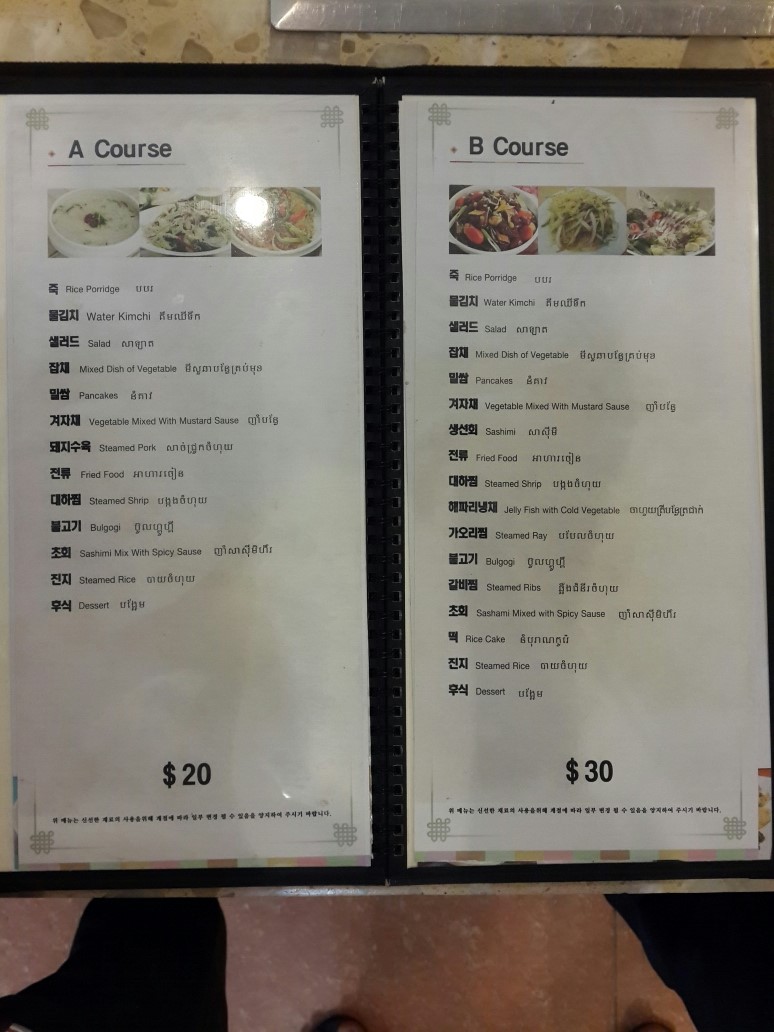 A Course
죽 Rice Porridge បបរ
물김치 Water Kimchi គីមឈីទឹក
샐러드 Salad សាឡាត
잡채 Mixed Dish of Vegetable មីសួឆាបន្លែគ្រប់មុខ
밀쌈 Pancakes នំតាវ
겨자채 Vegetable Mixed With Mustard Sause ញាំបន្លែ
돼지수육 Steamed Pork សាច់ជ្រូកចំហុយ
전류 Fried Food អាហារចៀន
대하찜 Steamed Shrip បង្កងចំហុយ
불고기 Bulgogi ប៊ូលហ្គូហ្គី
초회 Sashimi Mix With Spicy Sause ញាំសាស៊ីមិហឹរ
진지 Steamed Rice បាយចំហុយ
후식 Dessert បង្អែម
$ 20
위 메뉴는 신선한 재료의 사용을위해 계절에 따라 일부 변경 될 수 있음을 양지하여 주시기 바랍니다.
B Course
죽 Rice Porridge បបរ
물김치 Water Kimchi គីមឈីទឹក
샐러드 Salad សាឡាត
잡채 Mixed Dish of Vegetable មីសួឆាបន្លែគ្រប់មុខ
밀쌈 Pancakes នំតាវ
겨자채 Vegetable Mixed With Mustard Sause ញាំបន្លែ
생선회 Sashimi សាស៊ីមី
전류 Fried Food អាហារចៀន
대하찜 Steamed Shrip បង្កងចំហុយ
해파리냉채 Jelly Fish with Cold Vegetable
가오리찜 Steamed Ray បបែលចំហុយ
불고기 Bulgogi ប៊ូលហ្គូហ្គី
갈비찜 Steamed Ribs ឆ្អឹងជំនីរចំហុយ
초회 Sashami Mixed with Spicy Sause ញាំសាស៊ីមិហឹរ
떡 Rice Cake នំបុរាណកូរ៉េ
진지 Steamed Rice បាយចំហុយ
후식 Dessert បង្អែម
$ 30
위 메뉴는 신선한 재료의 사용을위해 계절에 따라 일부 변경 될 수 있음을 양지하여 주시기 바랍니다.